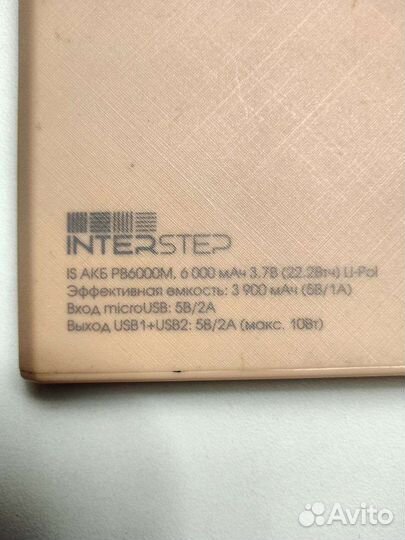 INTERSTEP
IS АКБ PB6000M, 6 000 мАч 3.7В (22.2Втч) Li-Pol
Эффективная емкость: 3 900 мАч (5В/1А)
Вход microUSB: 5В/2А
Выход USB1+USB2: 5В/2А (макс. 10Вт)
Avito